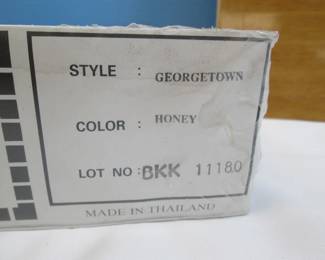 STYLE : GEORGETOWN
COLOR : HONEY
LOT NO : BKK 11180
MADE IN THAILAND